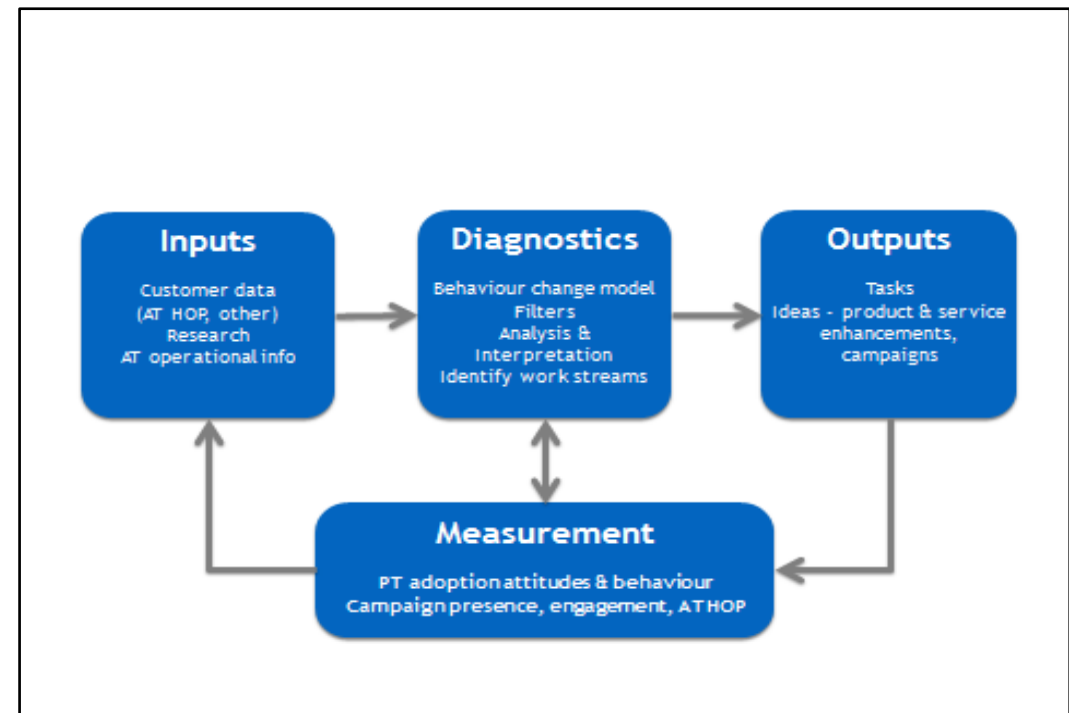 Inputs
Customer data
(AT HOP, other)
Research
AT operational info
Diagnostics
Behaviour change model
Filters
Analysis &
Interpretation
Identify work streams
Outputs
Tasks
Ideas - product & service
enhancements,
campaigns
Measurement
PT adoption attitudes & behaviour
Campaign presence, engagement, AT HOP